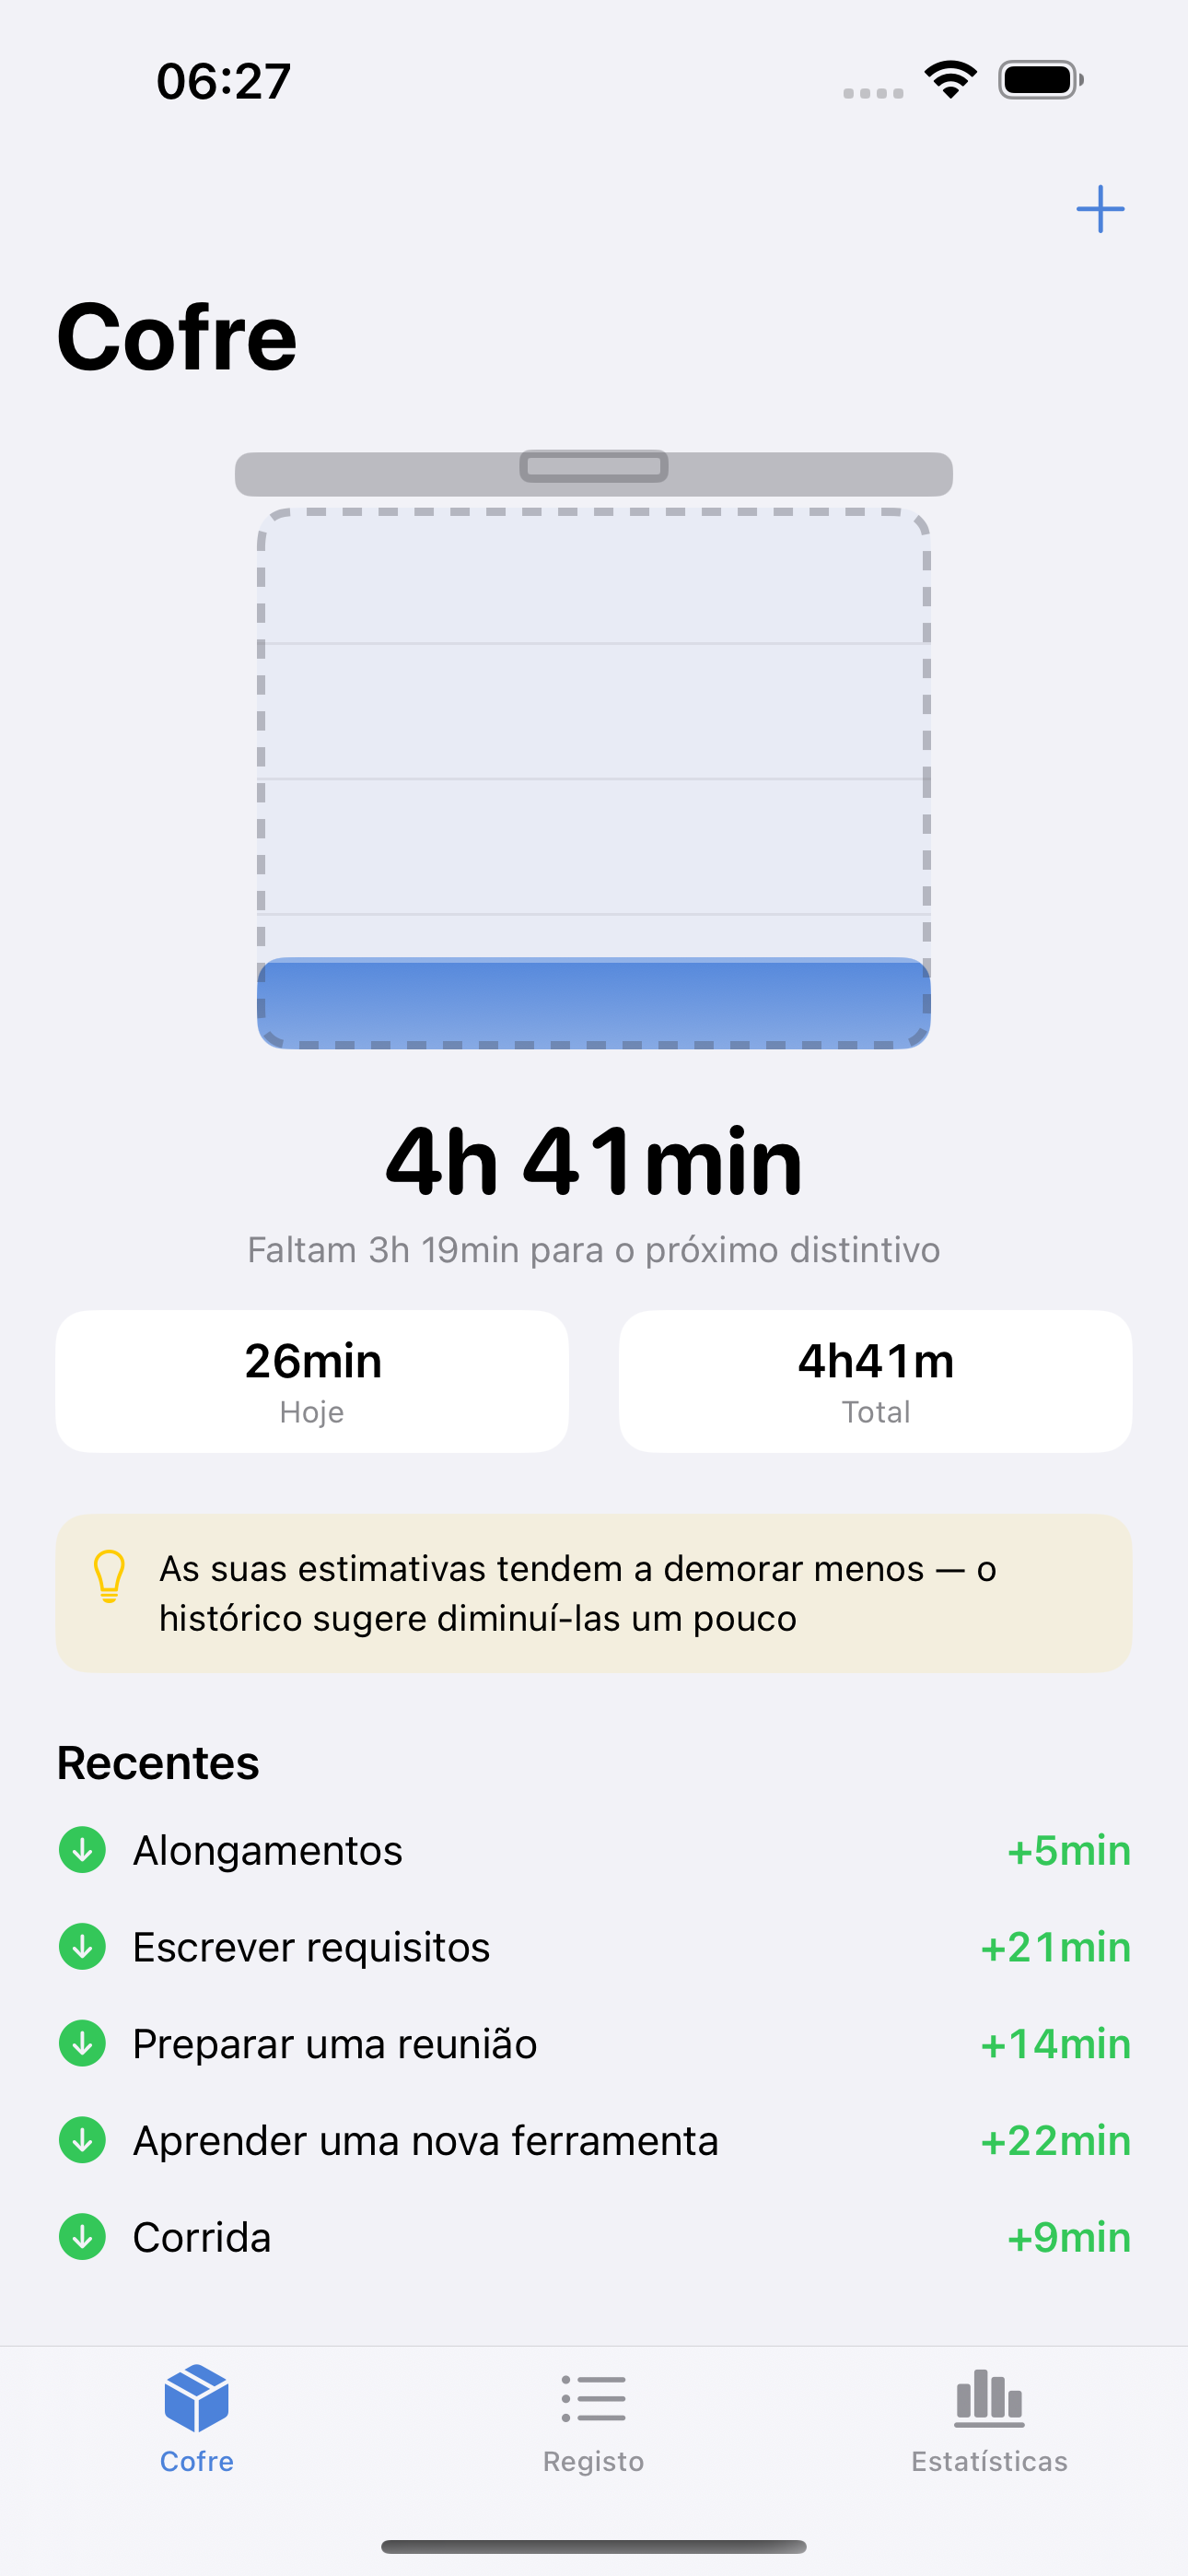 06:27
Cofre
4h 41min
Faltam 3h 19min para o próximo distintivo
26min
Hoje
4h41m
Total
As suas estimativas tendem a demorar menos — o
histórico sugere diminuí-las um pouco
Recentes
Alongamentos +5min
Escrever requisitos +21min
Preparar uma reunião +14min
Aprender uma nova ferramenta +22min
Corrida +9min
Cofre Registo Estatísticas